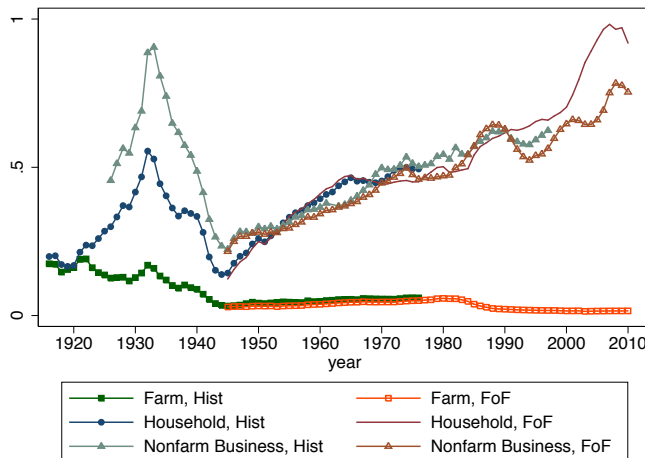 1
.5
0
1920 1930 1940 1950 1960 1970 1980 1990 2000 2010
year
Farm, Hist Farm, FoF
Household, Hist Household, FoF
Nonfarm Business, Hist Nonfarm Business, FoF